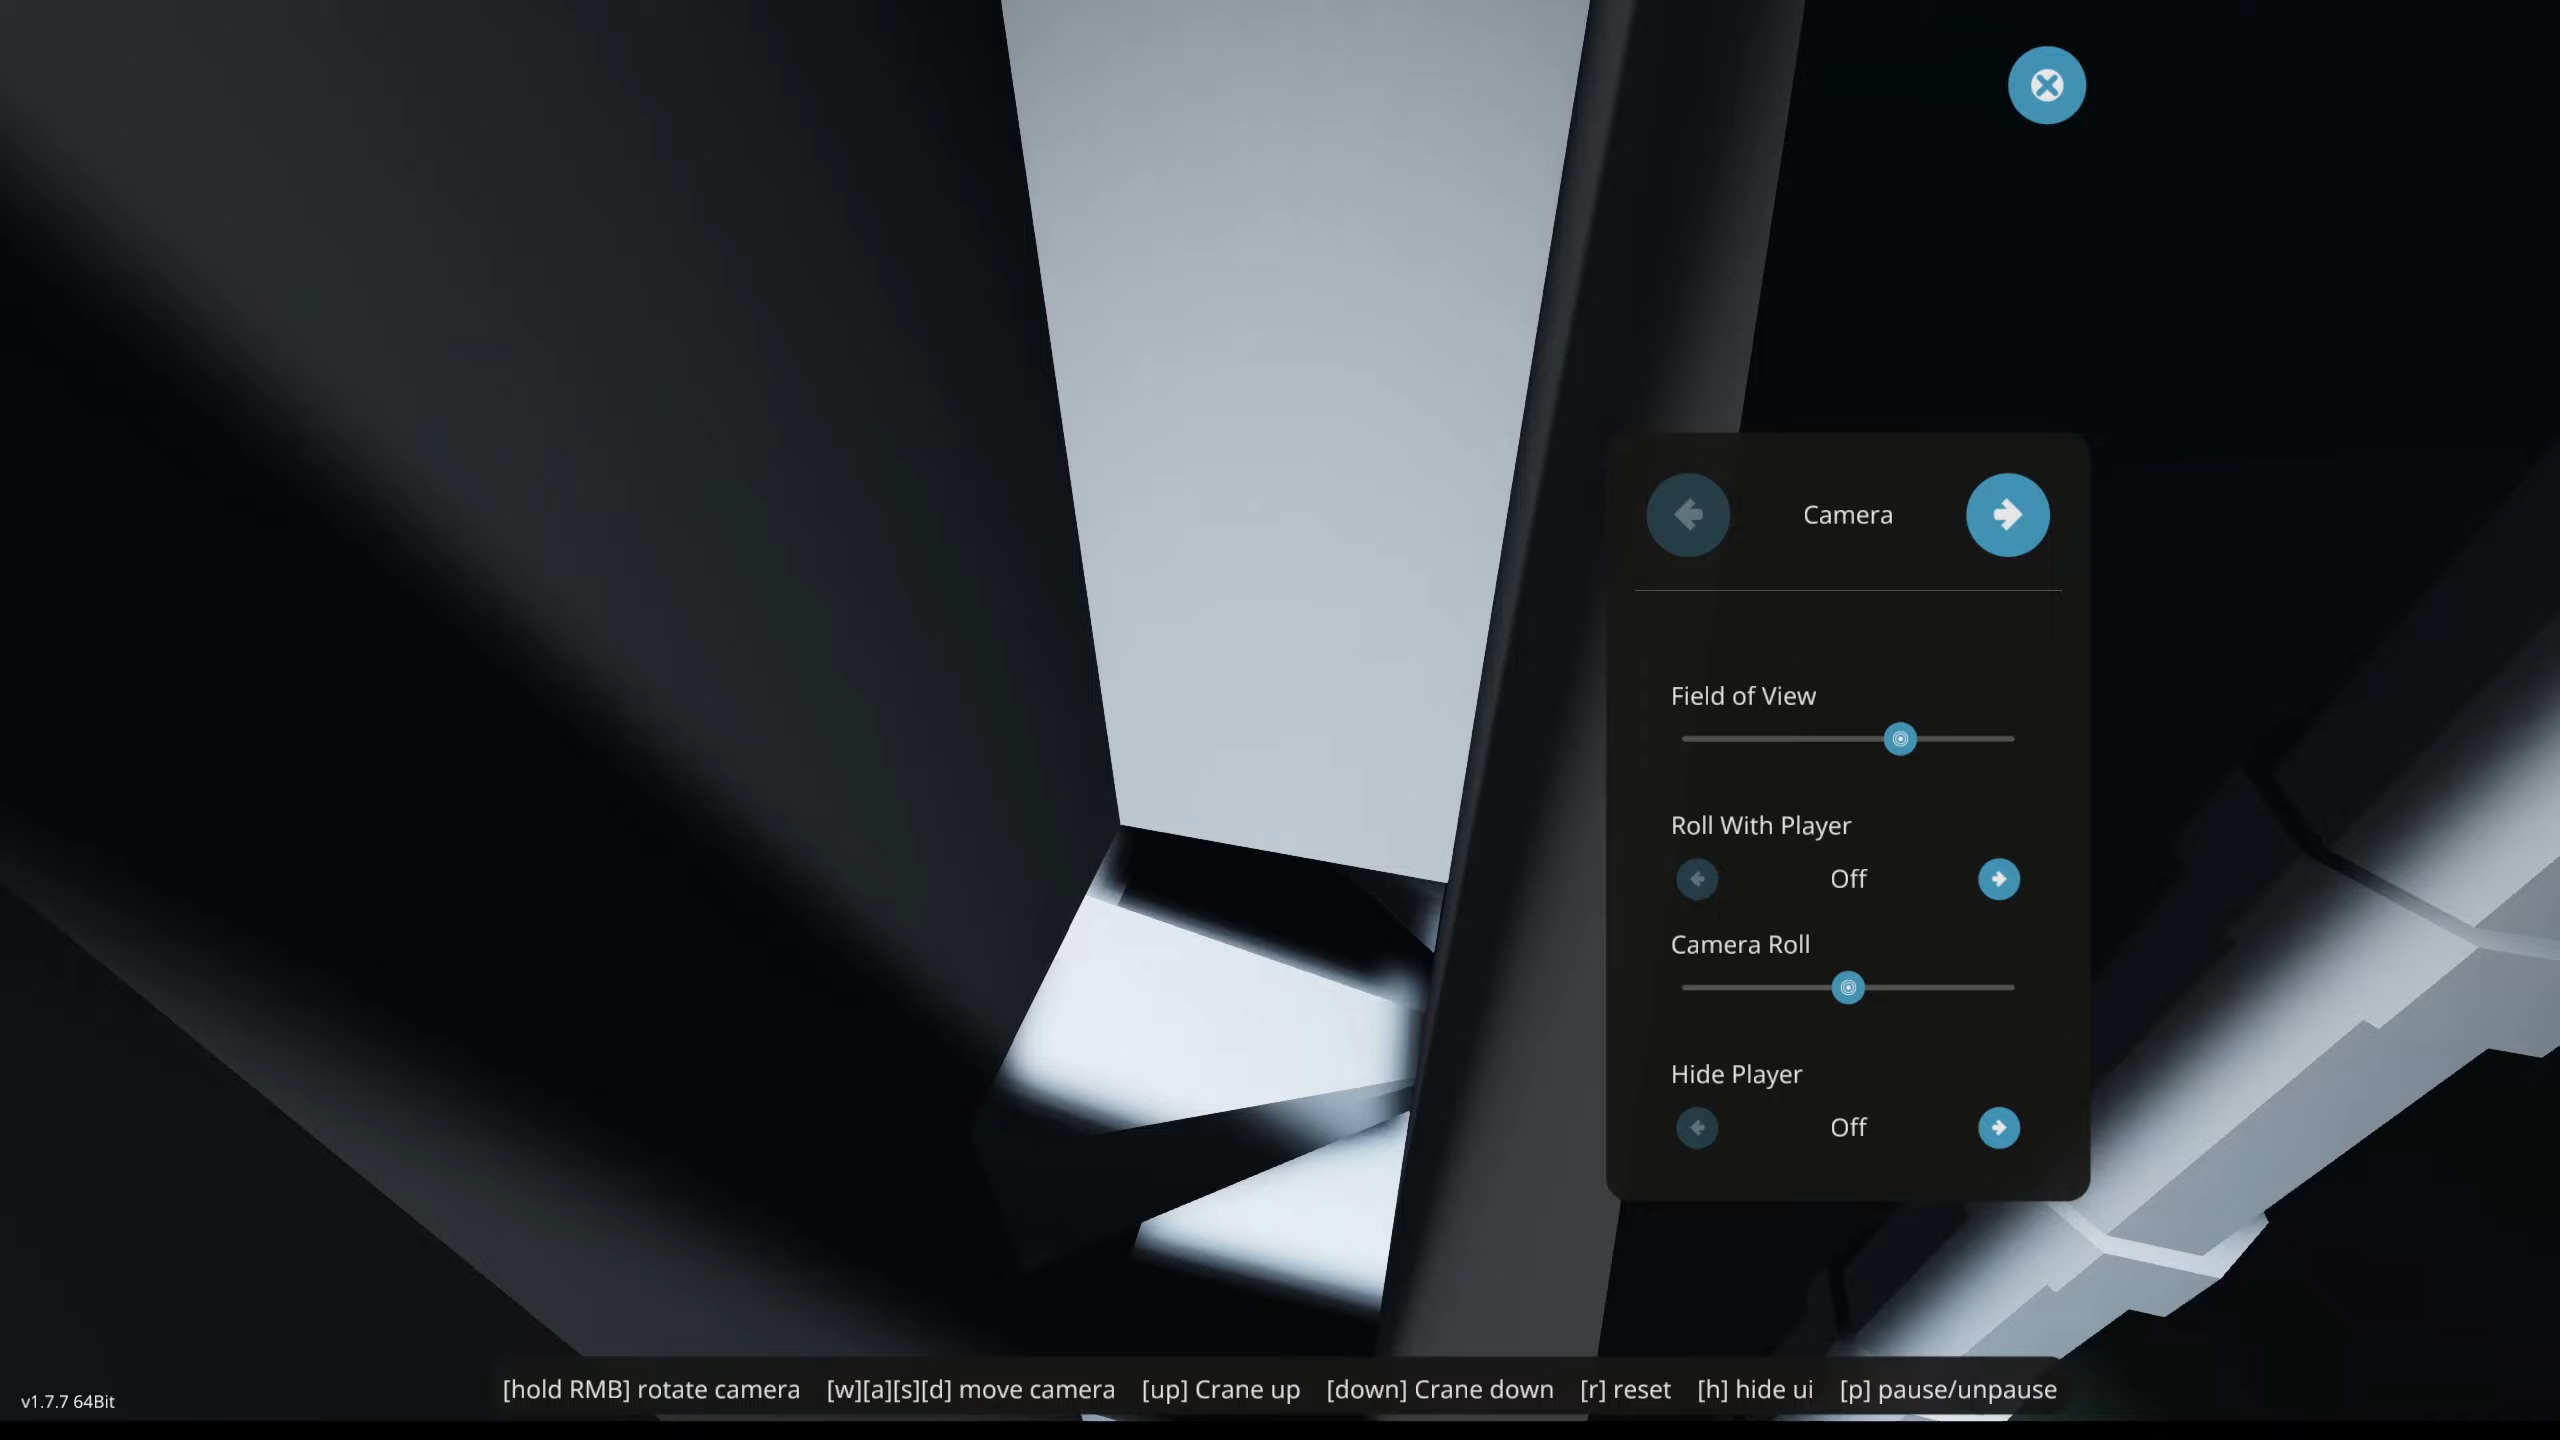 Camera
Field of View
Roll With Player
Off
Camera Roll
Hide Player
Off
[hold RMB] rotate camera [w][a][s][d] move camera [up] Crane up [down] Crane down [r] reset [h] hide ui [p] pause/unpause
v1.7.7 64Bit